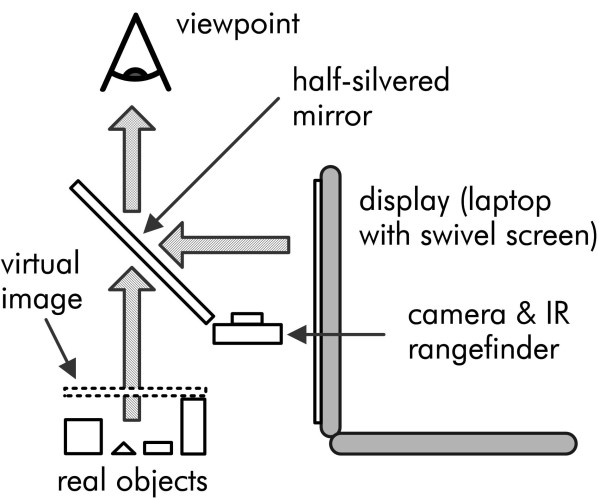 viewpoint
half-silvered
mirror
display (laptop
with swivel screen)
virtual
image
camera & IR
rangefinder
real objects